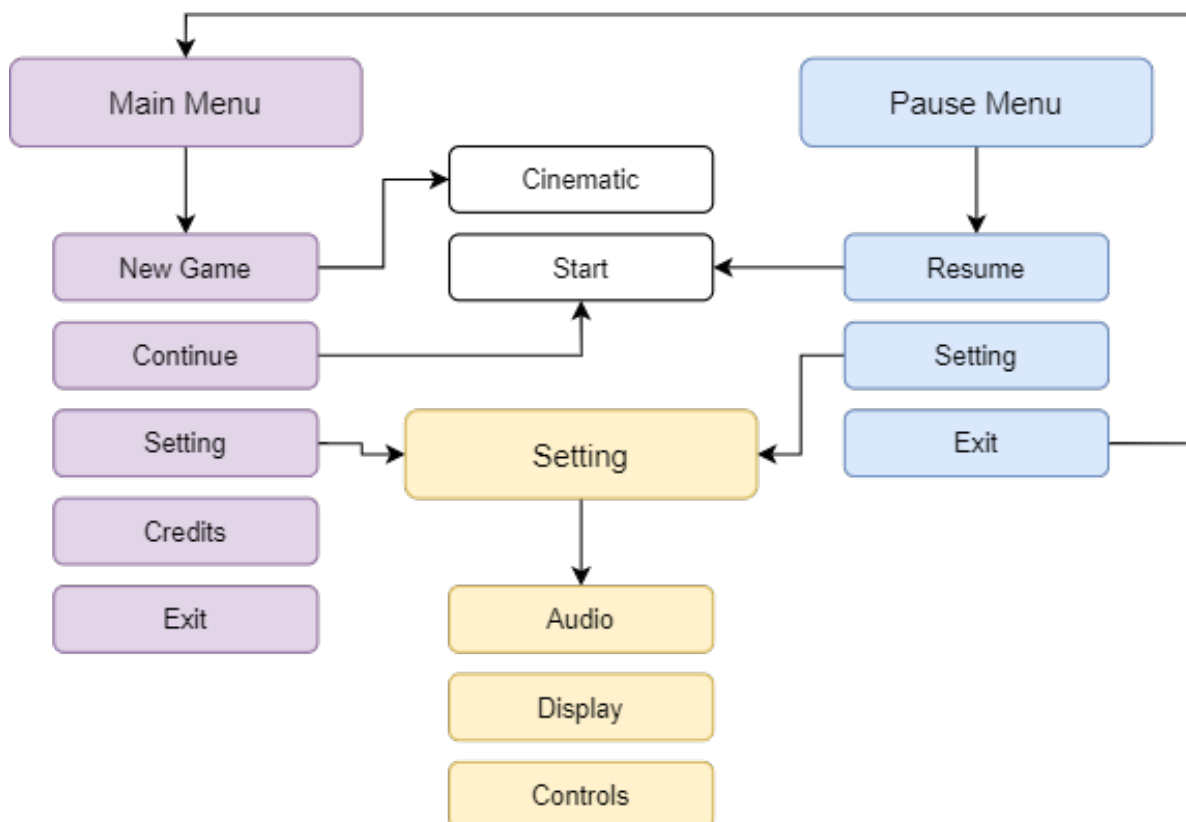 Main Menu
Pause Menu
Cinematic
New Game
Start
Resume
Continue
Setting
Setting
Setting
Exit
Credits
Exit
Audio
Display
Controls